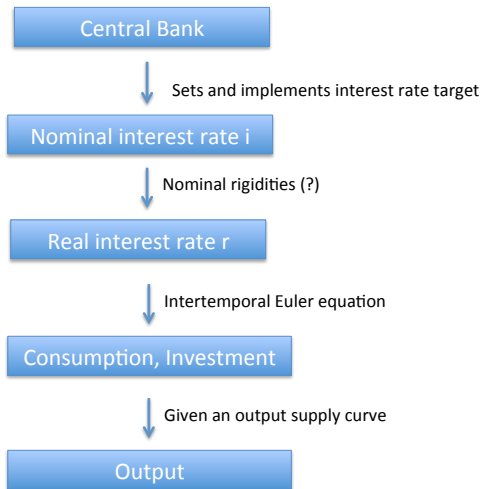 Central Bank
Sets and implements interest rate target
Nominal interest rate i
Nominal rigidities (?)
Real interest rate r
Intertemporal Euler equation
Consumption, Investment
Given an output supply curve
Output